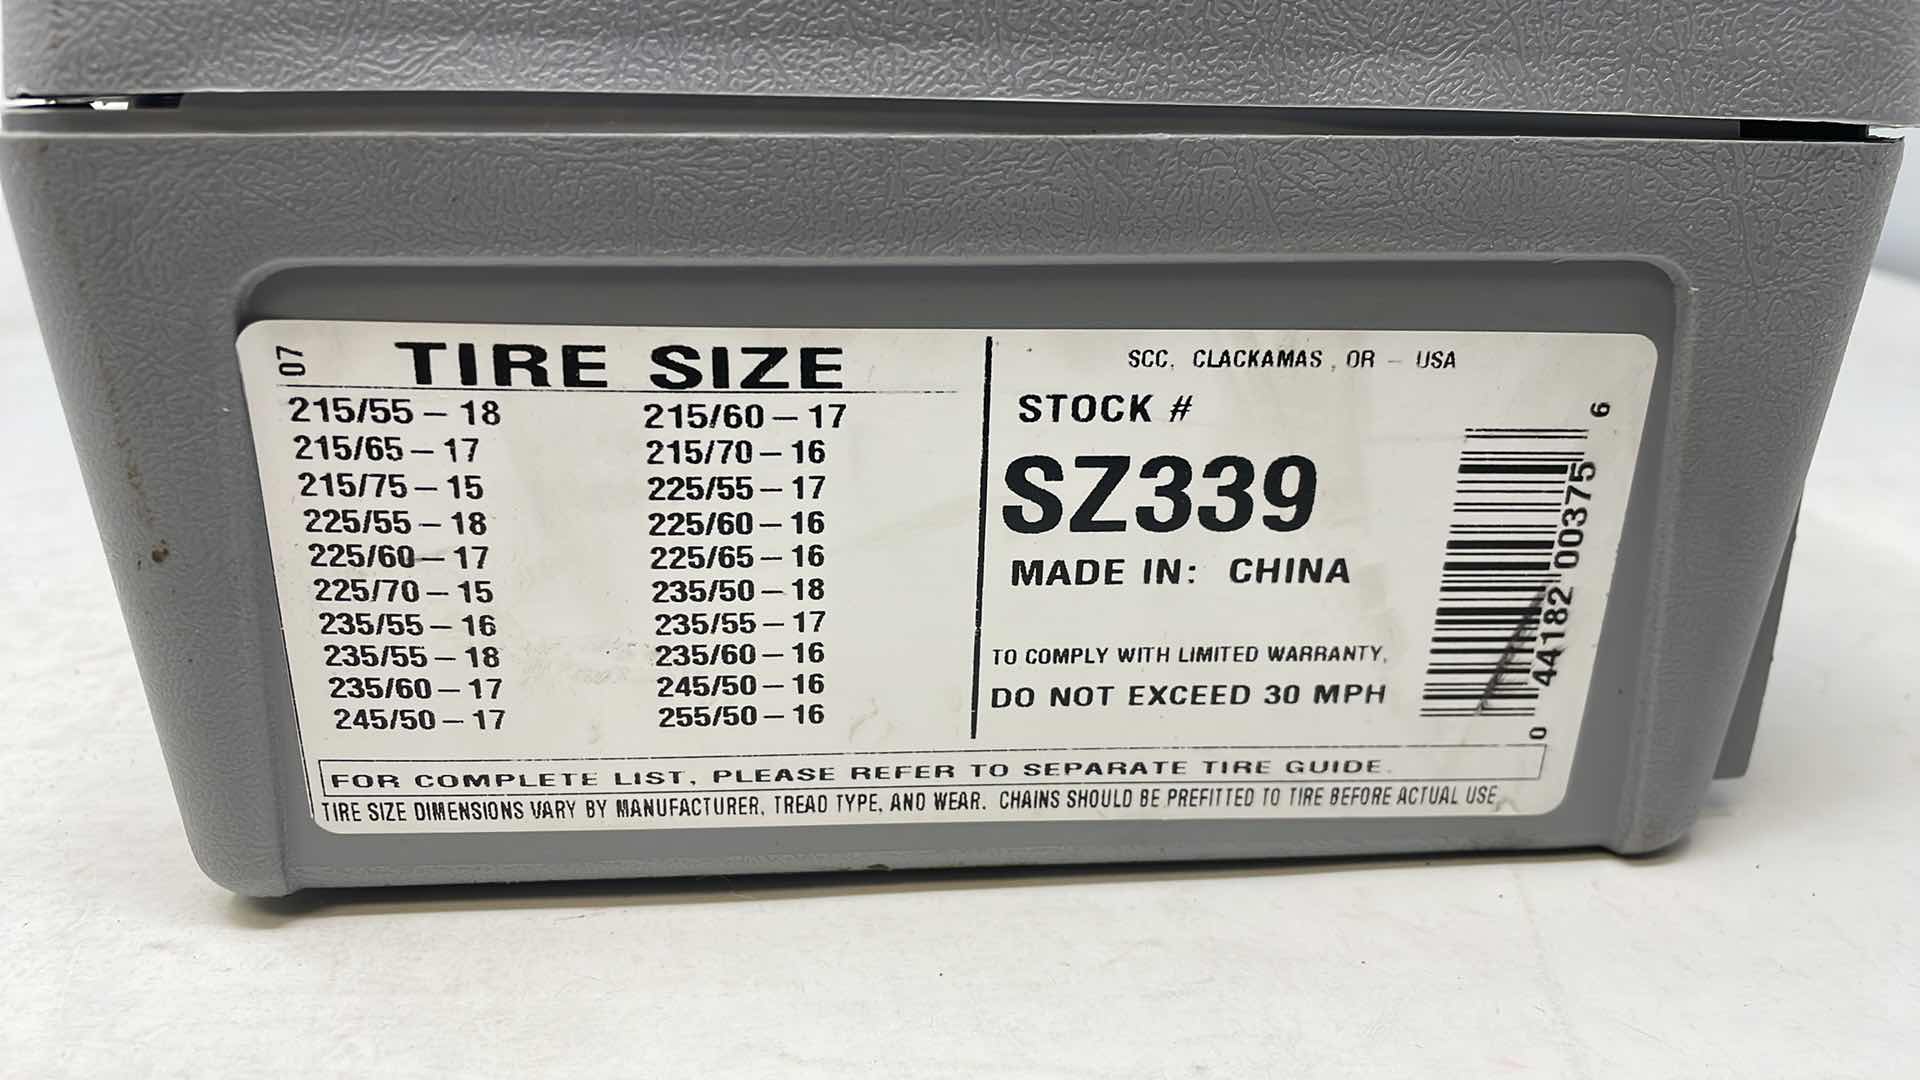 07
TIRE SIZE
215/55 – 18 215/60 – 17
215/65 – 17 215/70 – 16
215/75 – 15 225/55 – 17
225/55 – 18 225/60 – 16
225/60 – 17 225/65 – 16
225/70 – 15 235/50 – 18
235/55 – 16 235/55 – 17
235/55 – 18 235/60 – 16
235/60 – 17 245/50 – 16
245/50 – 17 255/50 – 16
SCC, CLACKAMAS, OR – USA
STOCK #
SZ339
MADE IN: CHINA
TO COMPLY WITH LIMITED WARRANTY,
DO NOT EXCEED 30 MPH
0 44182 00375 6
FOR COMPLETE LIST, PLEASE REFER TO SEPARATE TIRE GUIDE.
TIRE SIZE DIMENSIONS VARY BY MANUFACTURER, TREAD TYPE, AND WEAR. CHAINS SHOULD BE PREFITTED TO TIRE BEFORE ACTUAL USE.